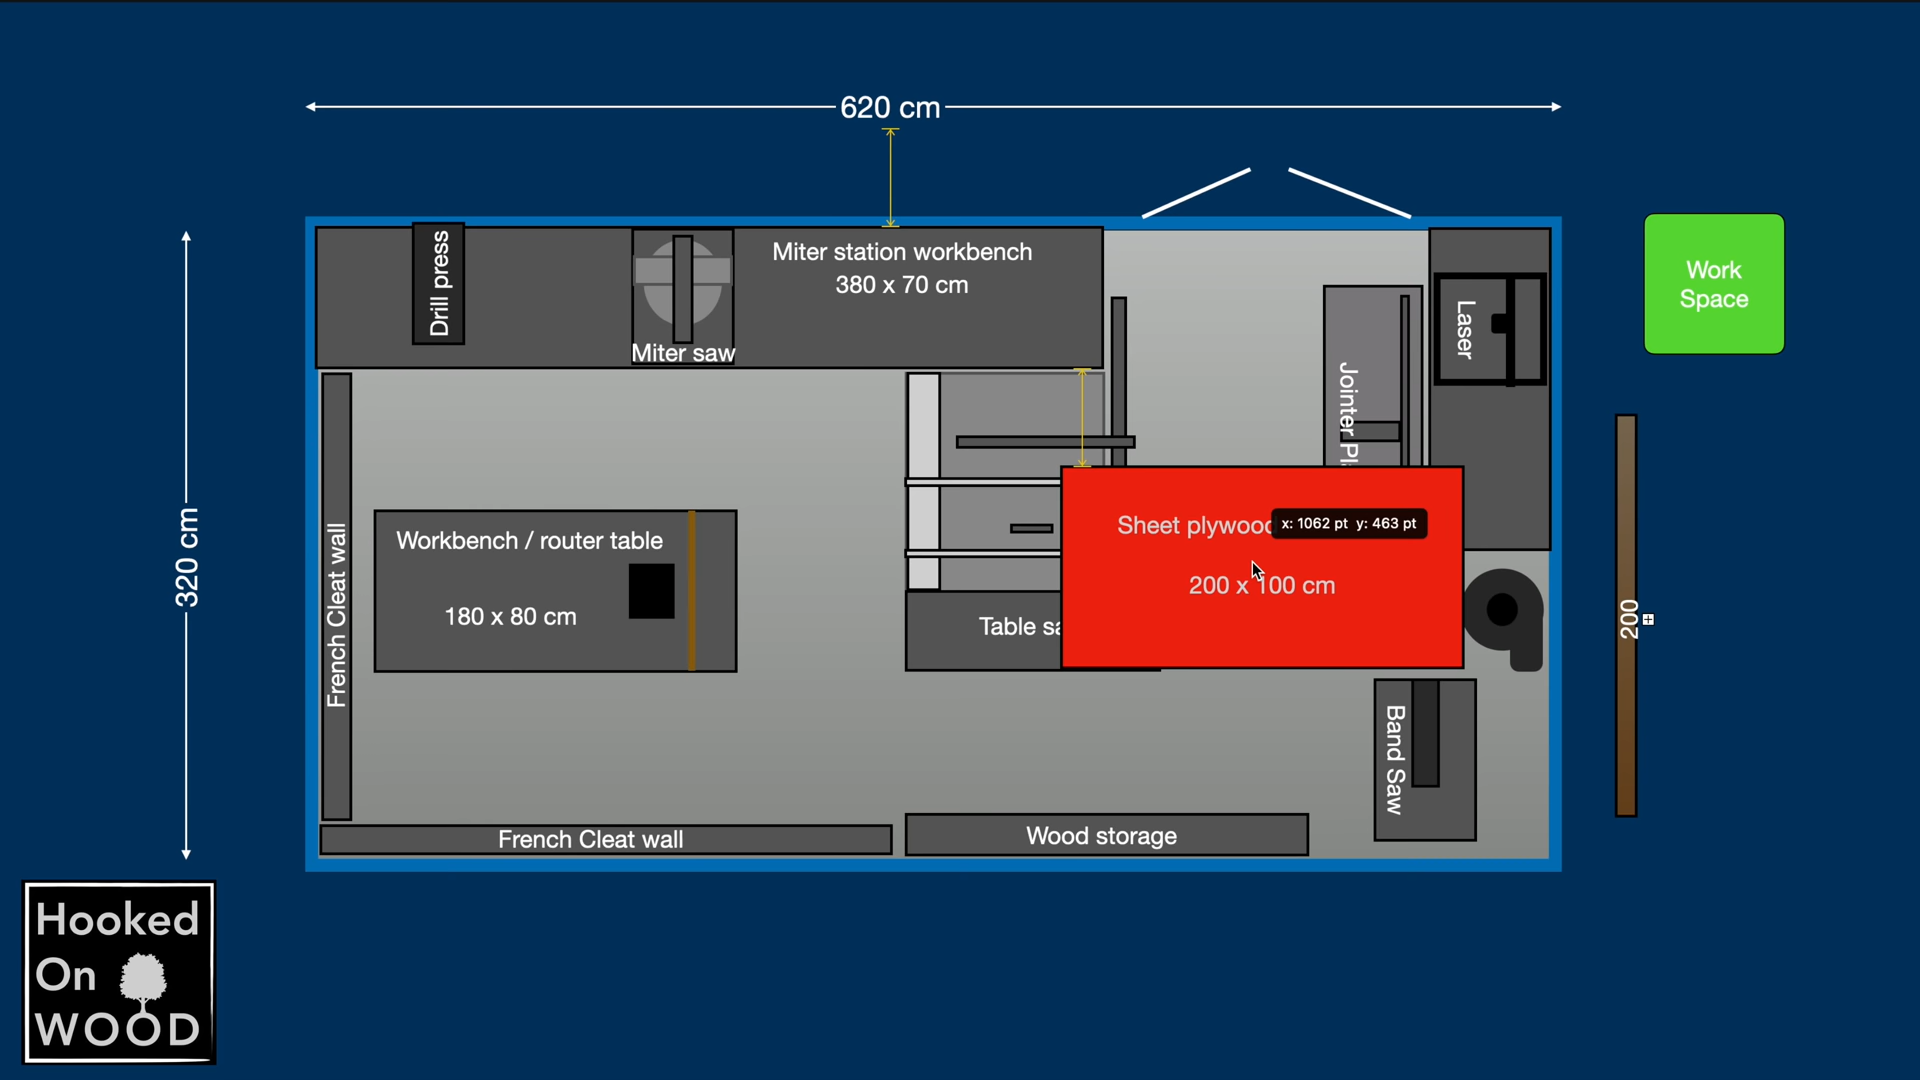 620 cm
320 cm
Drill press
Miter saw
Miter station workbench
380 x 70 cm
Laser
Work
Space
Jointer Pl
French Cleat wall
Workbench / router table
180 x 80 cm
Sheet plywood
x: 1062 pt y: 463 pt
200 x 100 cm
Table sa
200
Band Saw
French Cleat wall
Wood storage
Hooked
On
WOOD